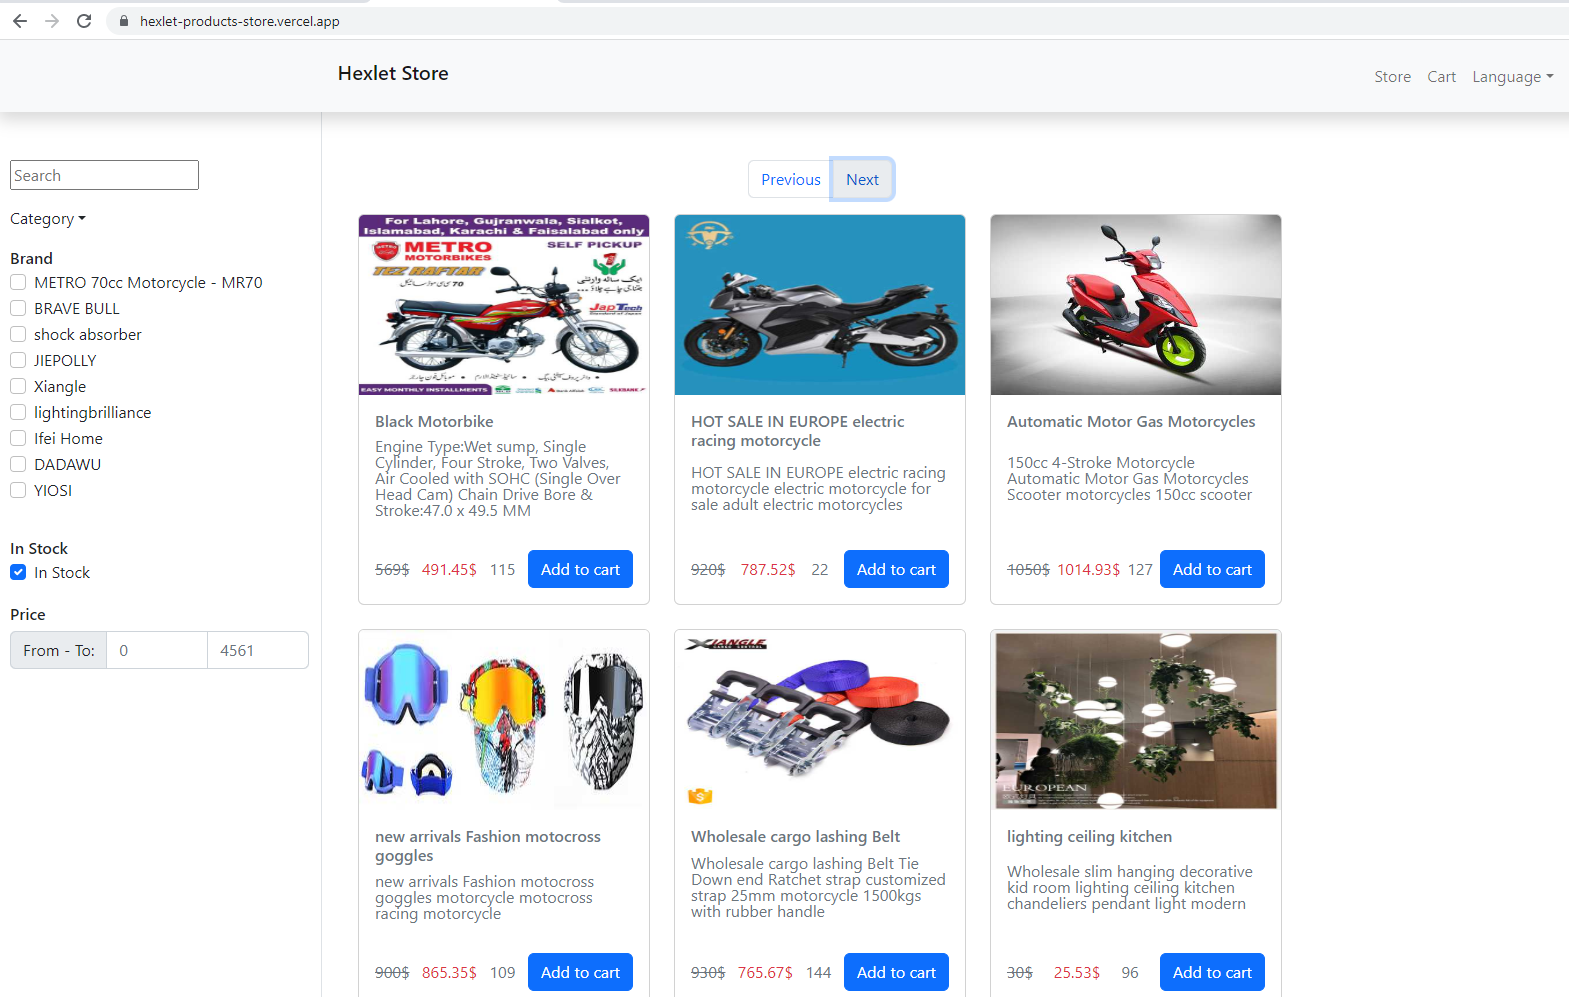 hexlet-products-store.vercel.app
Hexlet Store
Store Cart Language
Search
Category
Brand
METRO 70cc Motorcycle - MR70
BRAVE BULL
shock absorber
JIEPOLLY
Xiangle
lightingbrilliance
Ifei Home
DADAWU
YIOSI
In Stock
In Stock
Price
From - To: 0 4561
Previous Next
For Lahore, Gujranwala, Sialkot,
Islamabad, Karachi & Faisalabad only
METRO
MOTORBIKES
SELF PICKUP
TEZ RAFTAR
1
70
JapTech
EASY MONTHLY INSTALLMENTS
SILKBANK
Black Motorbike
Engine Type:Wet sump, Single
Cylinder, Four Stroke, Two Valves,
Air Cooled with SOHC (Single Over
Head Cam) Chain Drive Bore &
Stroke:47.0 x 49.5 MM
569$ 491.45$ 115 Add to cart
HOT SALE IN EUROPE electric
racing motorcycle
HOT SALE IN EUROPE electric racing
motorcycle electric motorcycle for
sale adult electric motorcycles
920$ 787.52$ 22 Add to cart
Automatic Motor Gas Motorcycles
150cc 4-Stroke Motorcycle
Automatic Motor Gas Motorcycles
Scooter motorcycles 150cc scooter
1050$ 1014.93$ 127 Add to cart
new arrivals Fashion motocross
goggles
new arrivals Fashion motocross
goggles motorcycle motocross
racing motorcycle
900$ 865.35$ 109 Add to cart
XIANGLE
CARGO CONTROL
Wholesale cargo lashing Belt
Wholesale cargo lashing Belt Tie
Down end Ratchet strap customized
strap 25mm motorcycle 1500kgs
with rubber handle
930$ 765.67$ 144 Add to cart
EUROPEAN
lighting ceiling kitchen
Wholesale slim hanging decorative
kid room lighting ceiling kitchen
chandeliers pendant light modern
30$ 25.53$ 96 Add to cart